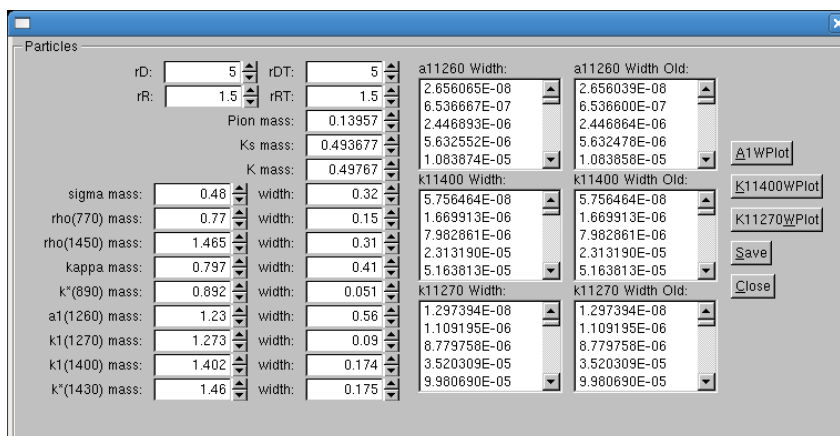 Particles
rD: 5 rDT: 5
rR: 1.5 rRT: 1.5
Pion mass: 0.13957
Ks mass: 0.493677
K mass: 0.49767
sigma mass: 0.48 width: 0.32
rho(770) mass: 0.77 width: 0.15
rho(1450) mass: 1.465 width: 0.31
kappa mass: 0.797 width: 0.41
k*(890) mass: 0.892 width: 0.051
a1(1260) mass: 1.23 width: 0.56
k1(1270) mass: 1.273 width: 0.09
k1(1400) mass: 1.402 width: 0.174
k*(1430) mass: 1.46 width: 0.175
a11260 Width:
2.656065E-08
6.536667E-07
2.446893E-06
5.632552E-06
1.083874E-05
k11400 Width:
5.756464E-08
1.669913E-06
7.982861E-06
2.313190E-05
5.163813E-05
k11270 Width:
1.297394E-08
1.109195E-06
8.779758E-06
3.520309E-05
9.980690E-05
a11260 Width Old:
2.656039E-08
6.536600E-07
2.446864E-06
5.632478E-06
1.083858E-05
k11400 Width Old:
5.756464E-08
1.669913E-06
7.982861E-06
2.313190E-05
5.163813E-05
k11270 Width Old:
1.297394E-08
1.109195E-06
8.779758E-06
3.520309E-05
9.980690E-05
A1WPlot
K11400WPlot
K11270WPlot
Save
Close